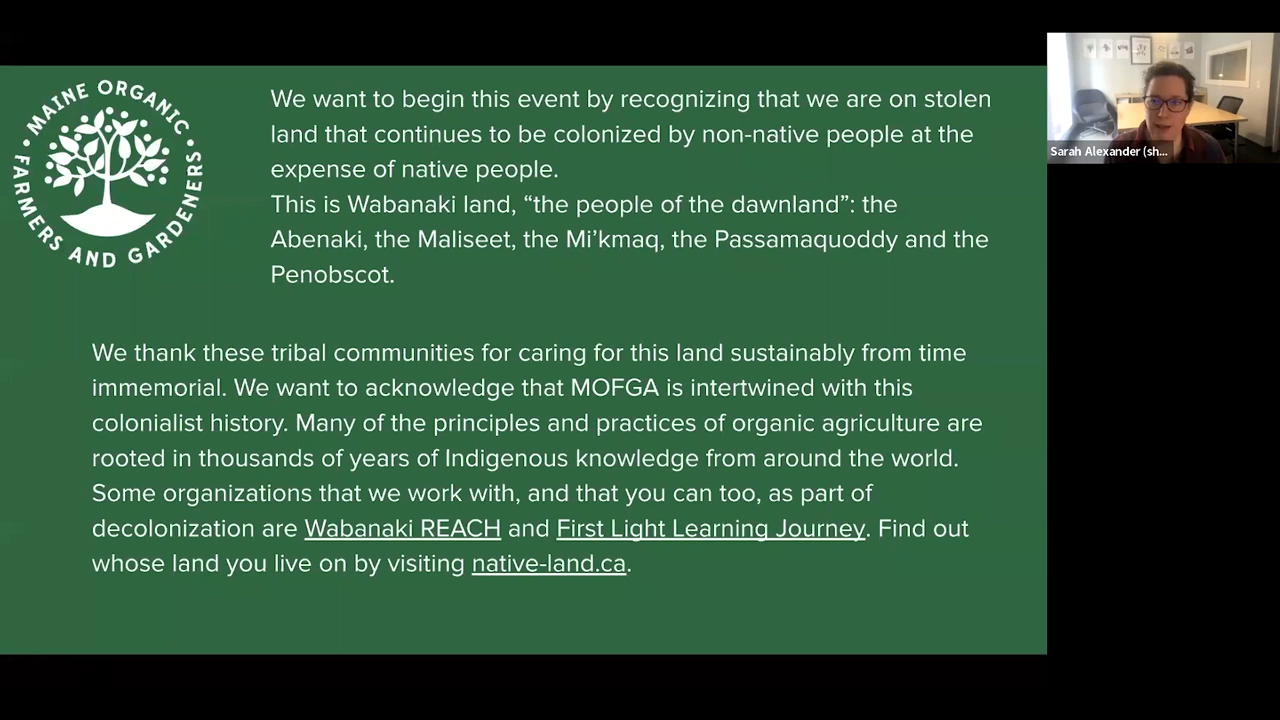 • MAINE ORGANIC •
FARMERS AND GARDENERS
We want to begin this event by recognizing that we are on stolen
land that continues to be colonized by non-native people at the
expense of native people.
This is Wabanaki land, “the people of the dawnland”: the
Abenaki, the Maliseet, the Mi’kmaq, the Passamaquoddy and the
Penobscot.
We thank these tribal communities for caring for this land sustainably from time
immemorial. We want to acknowledge that MOFGA is intertwined with this
colonialist history. Many of the principles and practices of organic agriculture are
rooted in thousands of years of Indigenous knowledge from around the world.
Some organizations that we work with, and that you can too, as part of
decolonization are Wabanaki REACH and First Light Learning Journey. Find out
whose land you live on by visiting native-land.ca.
Sarah Alexander (sh...